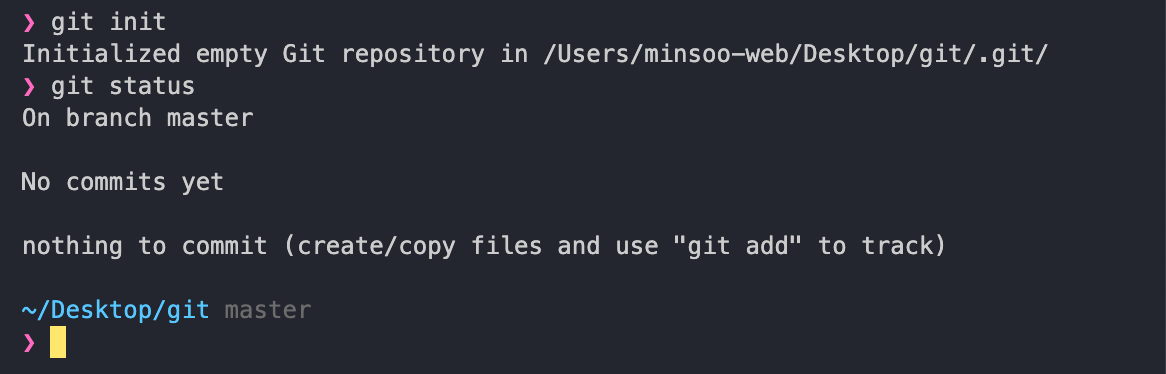 ❯ git init
Initialized empty Git repository in /Users/minsoo-web/Desktop/git/.git/
❯ git status
On branch master
No commits yet
nothing to commit (create/copy files and use "git add" to track)
~/Desktop/git master
❯